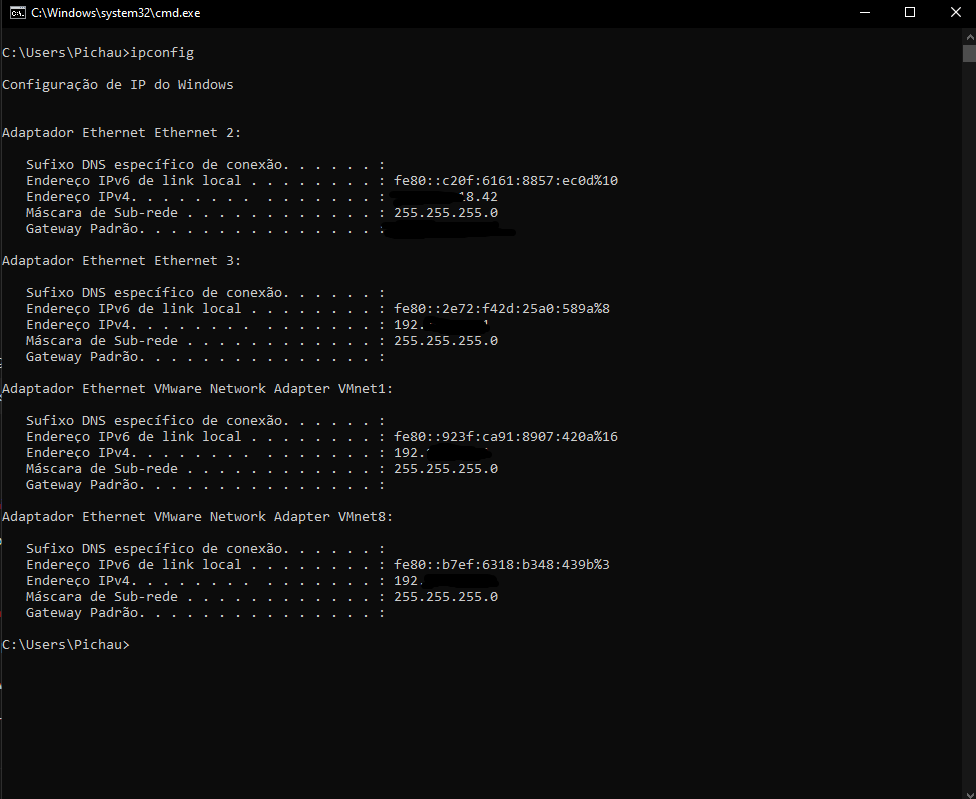 C:\Windows\system32\cmd.exe
C:\Users\Pichau>ipconfig
Configuração de IP do Windows
Adaptador Ethernet Ethernet 2:
Sufixo DNS específico de conexão. . . . . . :
Endereço IPv6 de link local . . . . . . . . : fe80::c20f:6161:8857:ec0d%10
Endereço IPv4. . . . . . . . . . . . . . . : 18.42
Máscara de Sub-rede . . . . . . . . . . . . : 255.255.255.0
Gateway Padrão. . . . . . . . . . . . . . . :
Adaptador Ethernet Ethernet 3:
Sufixo DNS específico de conexão. . . . . . :
Endereço IPv6 de link local . . . . . . . . : fe80::2e72:f42d:25a0:589a%8
Endereço IPv4. . . . . . . . . . . . . . . : 192.
Máscara de Sub-rede . . . . . . . . . . . . : 255.255.255.0
Gateway Padrão. . . . . . . . . . . . . . . :
Adaptador Ethernet VMware Network Adapter VMnet1:
Sufixo DNS específico de conexão. . . . . . :
Endereço IPv6 de link local . . . . . . . . : fe80::923f:ca91:8907:420a%16
Endereço IPv4. . . . . . . . . . . . . . . : 192.
Máscara de Sub-rede . . . . . . . . . . . . : 255.255.255.0
Gateway Padrão. . . . . . . . . . . . . . . :
Adaptador Ethernet VMware Network Adapter VMnet8:
Sufixo DNS específico de conexão. . . . . . :
Endereço IPv6 de link local . . . . . . . . : fe80::b7ef:6318:b348:439b%3
Endereço IPv4. . . . . . . . . . . . . . . : 192.
Máscara de Sub-rede . . . . . . . . . . . . : 255.255.255.0
Gateway Padrão. . . . . . . . . . . . . . . :
C:\Users\Pichau>